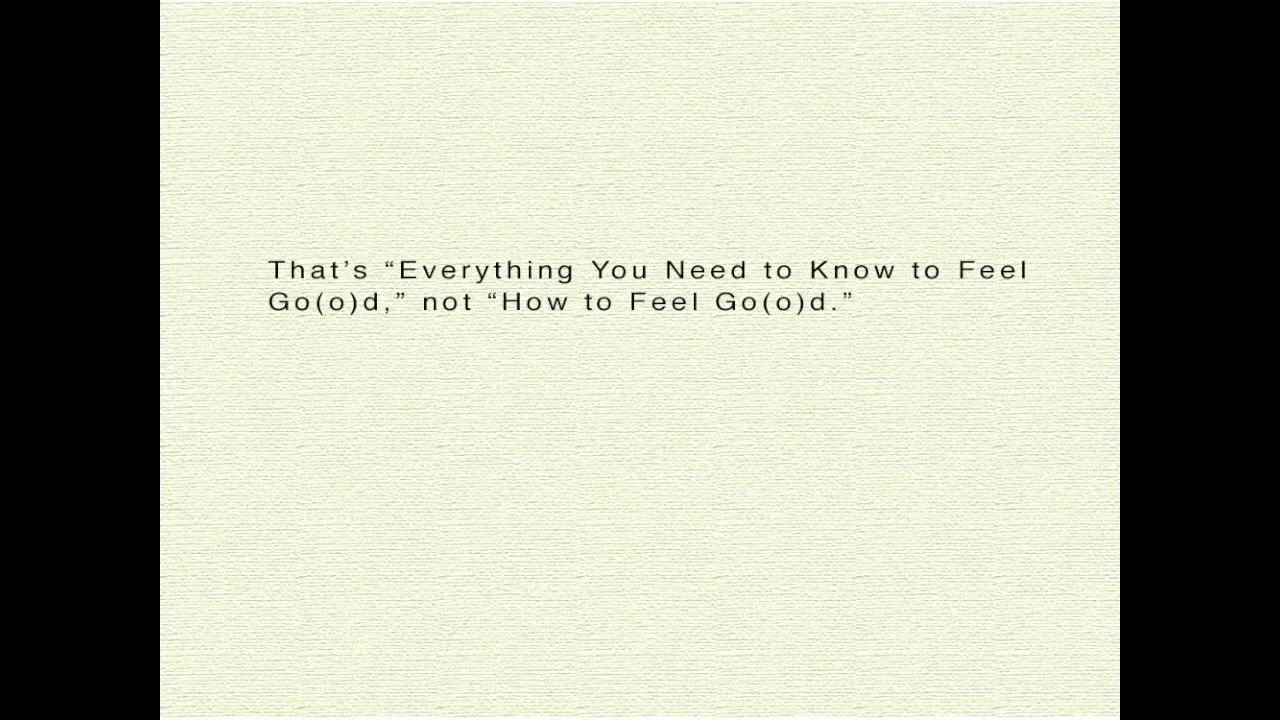 That’s “Everything You Need to Know to Feel
Go(o)d,” not “How to Feel Go(o)d.”